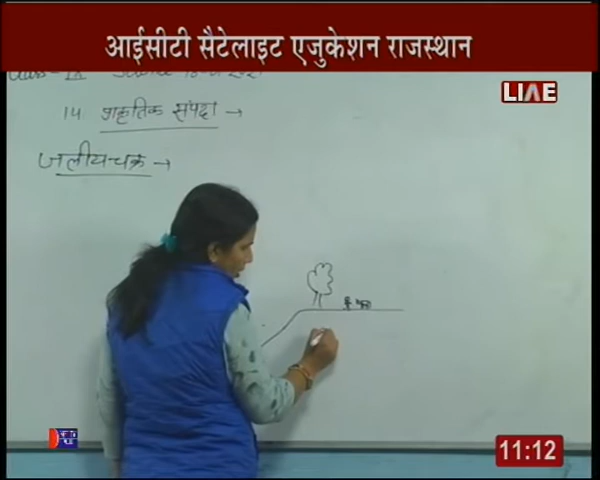 आईसीटी सैटेलाइट एजुकेशन राजस्थान
LIVE
14. प्राकृतिक संपदा →
जलीयचक्र →
11:12